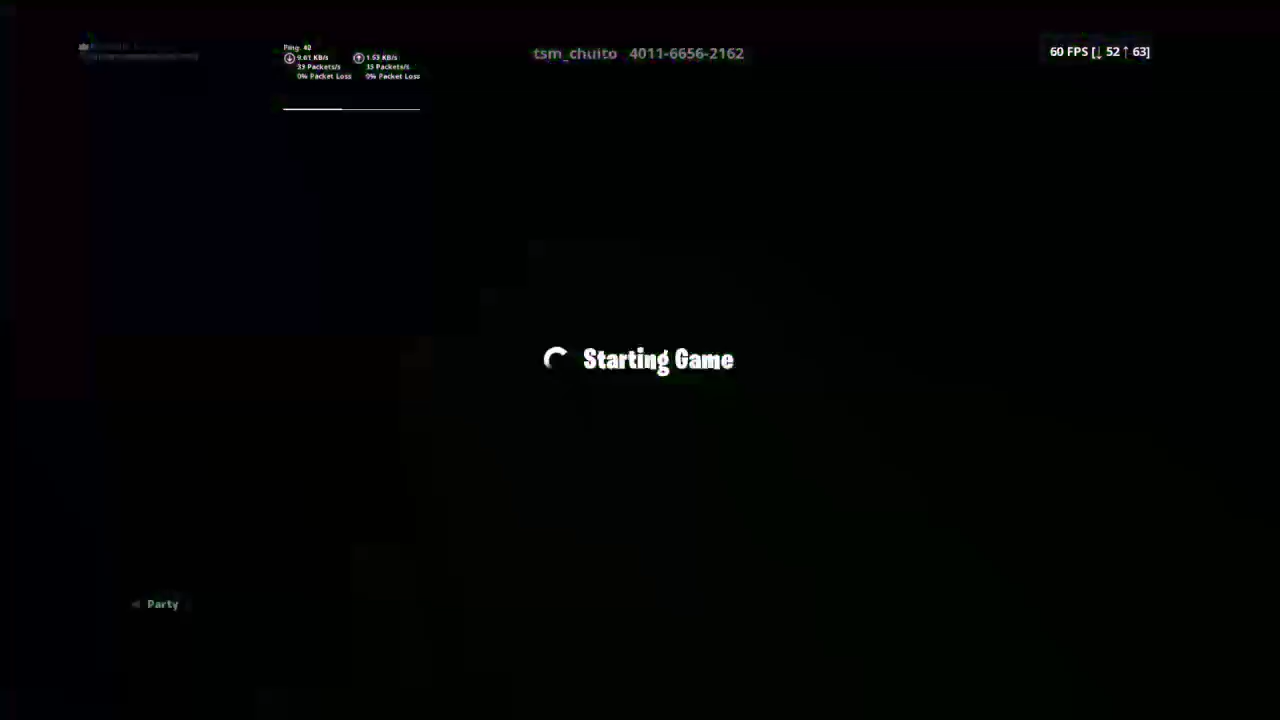 Ping: 40
9.61 KB/s 1.53 KB/s
33 Packets/s 15 Packets/s
0% Packet Loss 0% Packet Loss
tsm_chuito 4011-6656-2162
60 FPS [↓ 52 ↑ 63]
Starting Game
Party